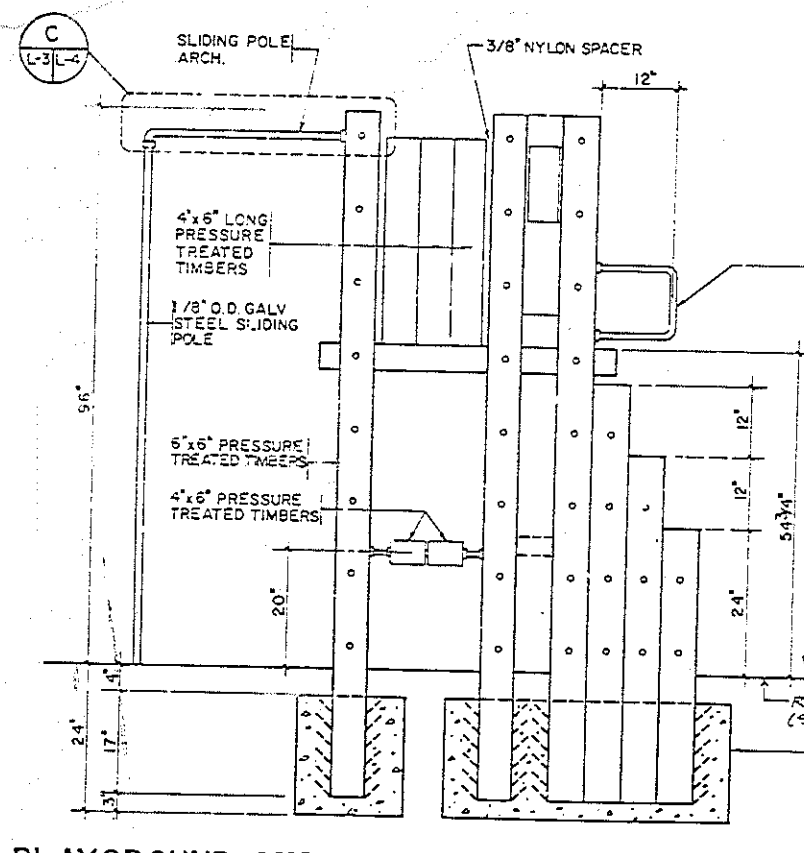 C
L-3 L-4
SLIDING POLE
ARCH.
3/8" NYLON SPACER
12"
4"x6" LONG
PRESSURE
TREATED
TIMBERS
1/8" O.D. GALV
STEEL SLIDING
POLE
96"
6"x6" PRESSURE
TREATED TIMBERS
4"x6" PRESSURE
TREATED TIMBERS
12"
12"
54 3/4"
20"
24"
4"
24"
17"
3"